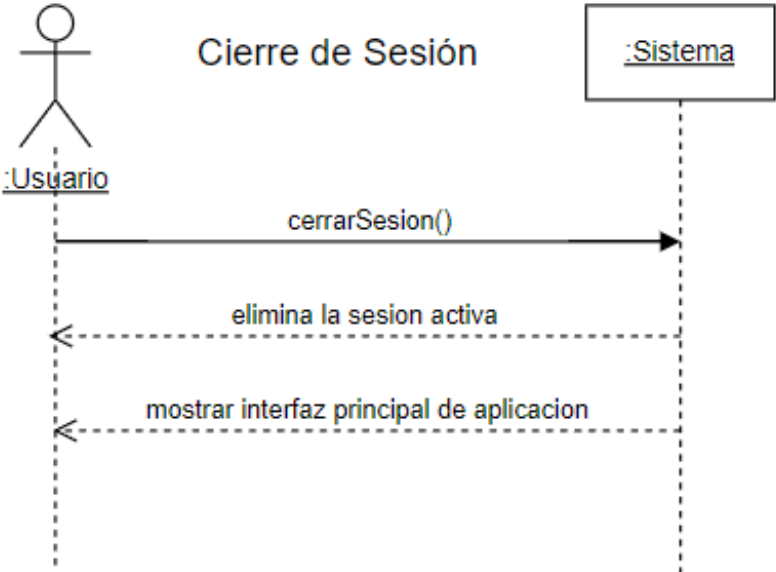 Cierre de Sesión
:Sistema
:Usuario
cerrarSesion()
elimina la sesion activa
mostrar interfaz principal de aplicacion